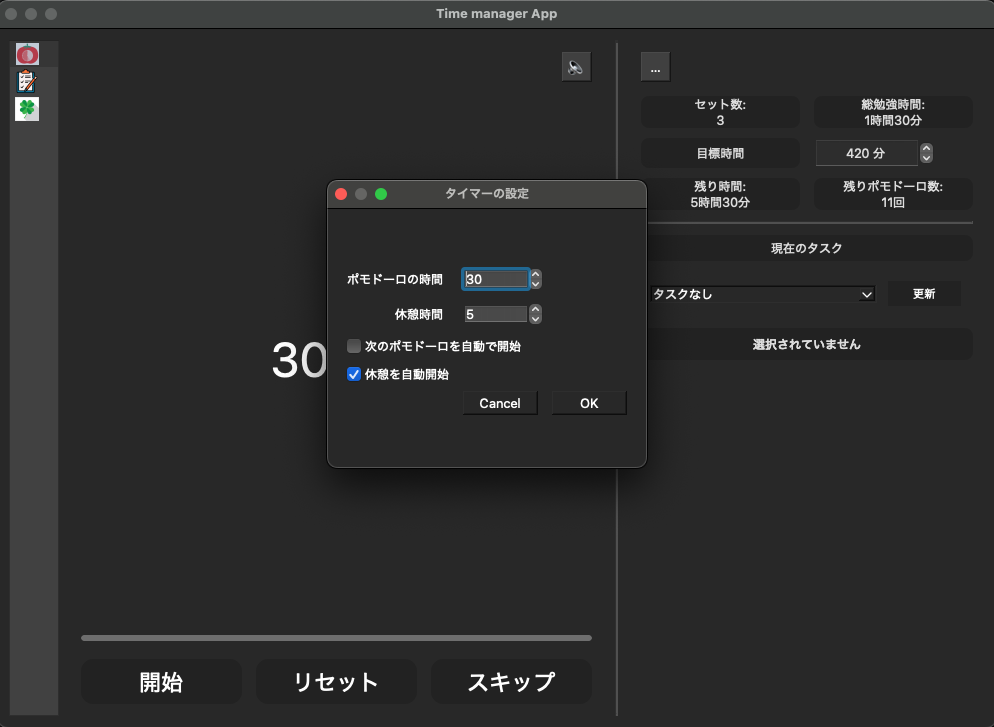 Time manager App
...
セット数:
3
総勉強時間:
1時間30分
目標時間
420 分
残り時間:
5時間30分
残りポモドーロ数:
11回
現在のタスク
タスクなし
更新
選択されていません
タイマーの設定
ポモドーロの時間
30
休憩時間
5
次のポモドーロを自動で開始
休憩を自動開始
Cancel
OK
30
開始
リセット
スキップ